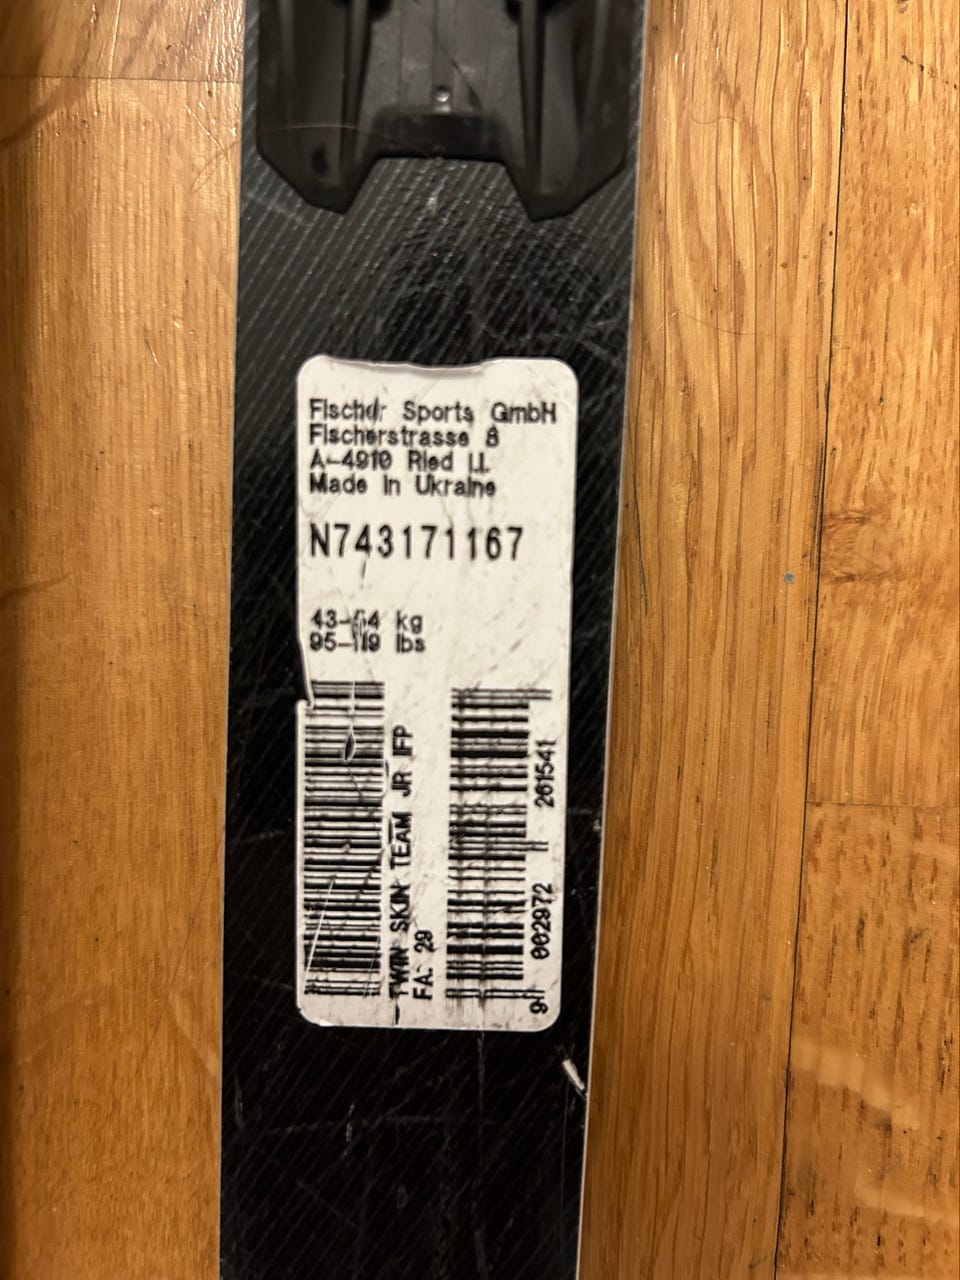 Fischer Sports GmbH
Fischerstrasse 8
A-4910 Ried i.I.
Made in Ukraine
N743171167
43-54 kg
95-119 lbs
TWIN SKIN TEAM JR IFP
FA: 29
9 002972 261541